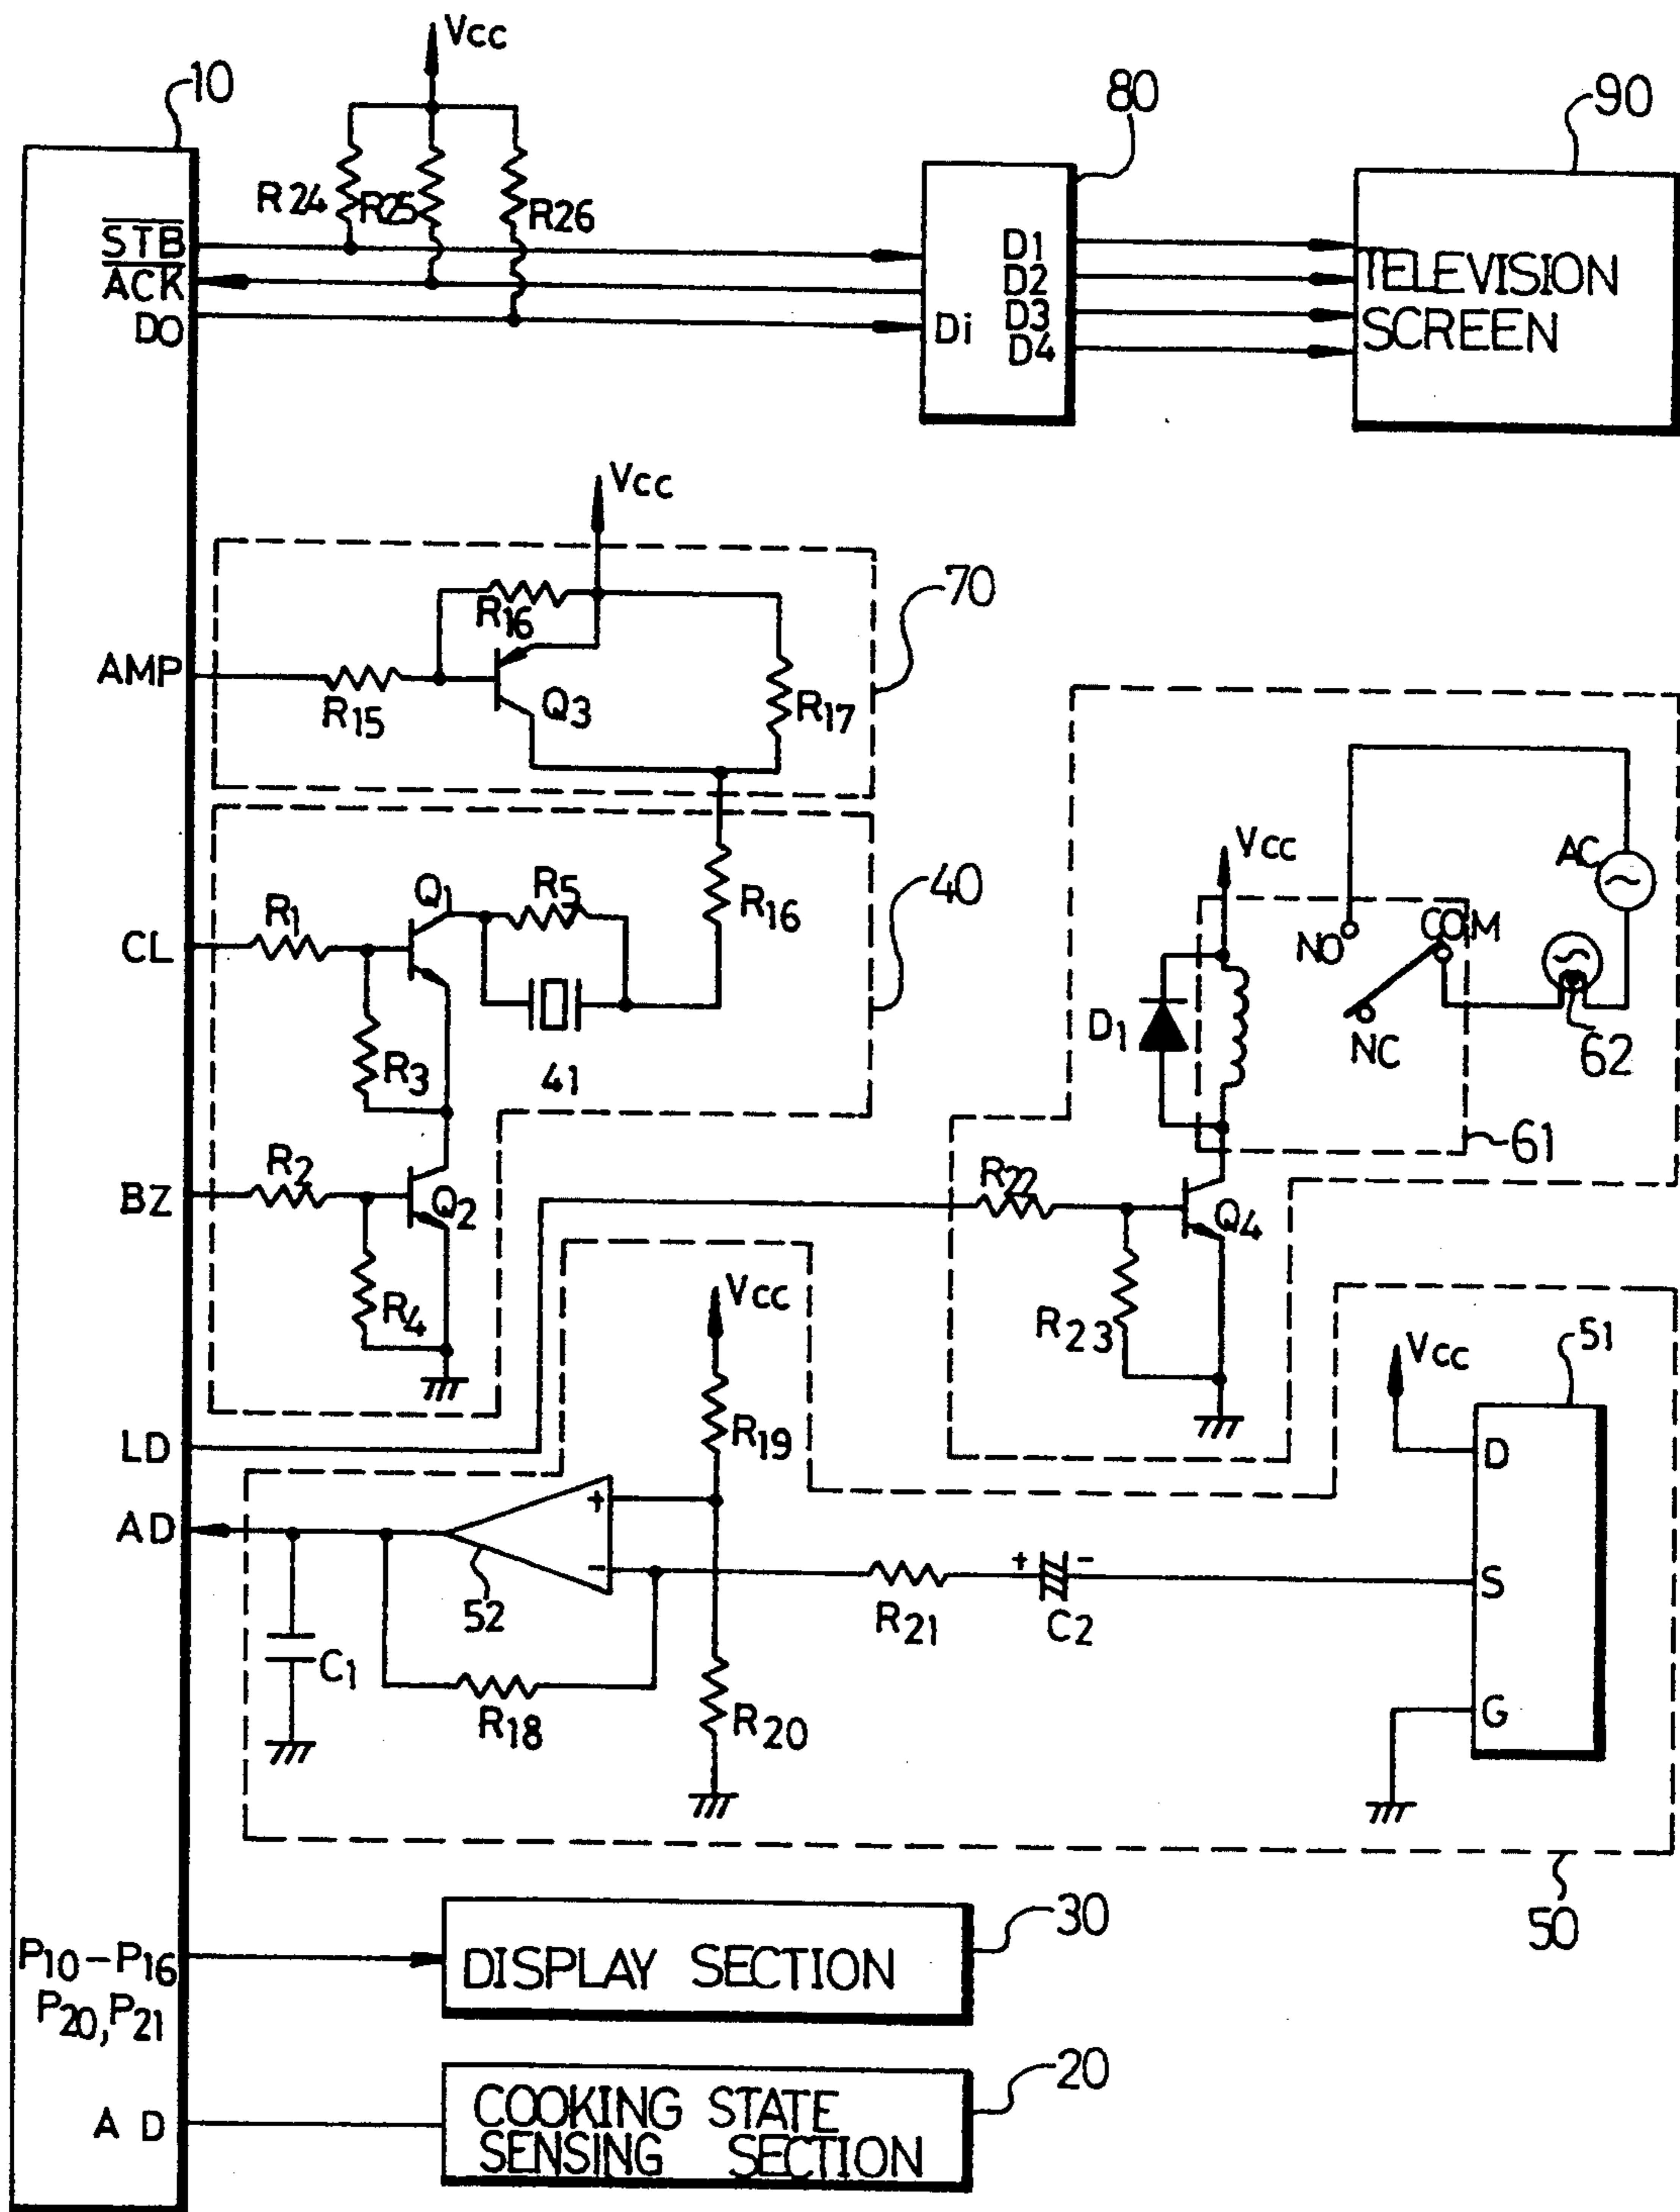 Vcc
10
80
90
R24
R25
R26
STB
ACK
DO
Di
D1
D2
D3
D4
TELEVISION
SCREEN
Vcc
70
R16
AMP
R15
Q3
R17
Vcc
AC
40
Q1
R5
R16
R1
CL
NO
COM
D1
NC
62
R3
41
61
R2
BZ
Q2
R22
Q4
R4
Vcc
R23
51
Vcc
R19
LD
D
AD
+
-
52
+
-
S
R21
C2
C1
R18
R20
G
50
P10-P16
P20,P21
DISPLAY SECTION
30
20
AD
COOKING STATE
SENSING SECTION